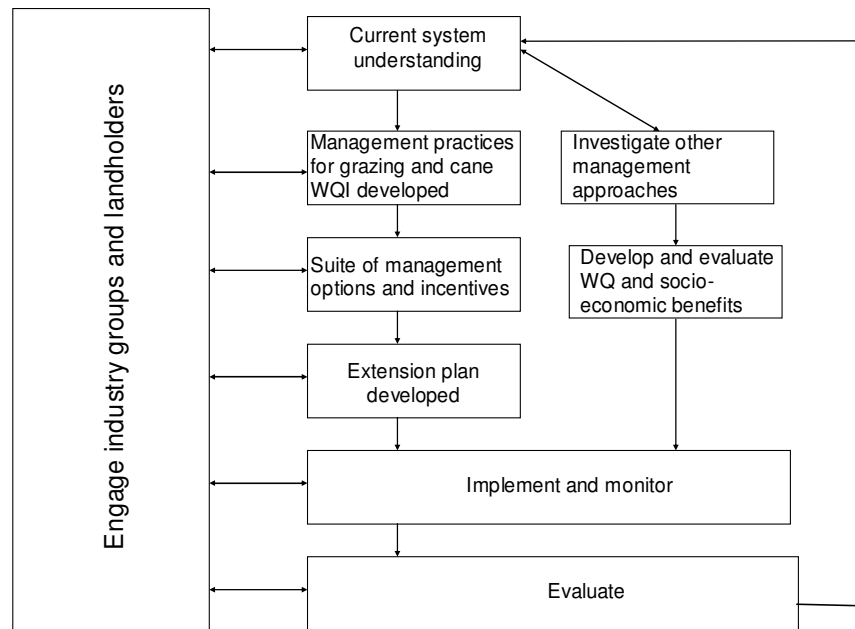 Engage industry groups and landholders
Current system
understanding
Management practices
for grazing and cane
WQI developed
Investigate other
management
approaches
Suite of management
options and incentives
Develop and evaluate
WQ and socio-
economic benefits
Extension plan
developed
Implement and monitor
Evaluate